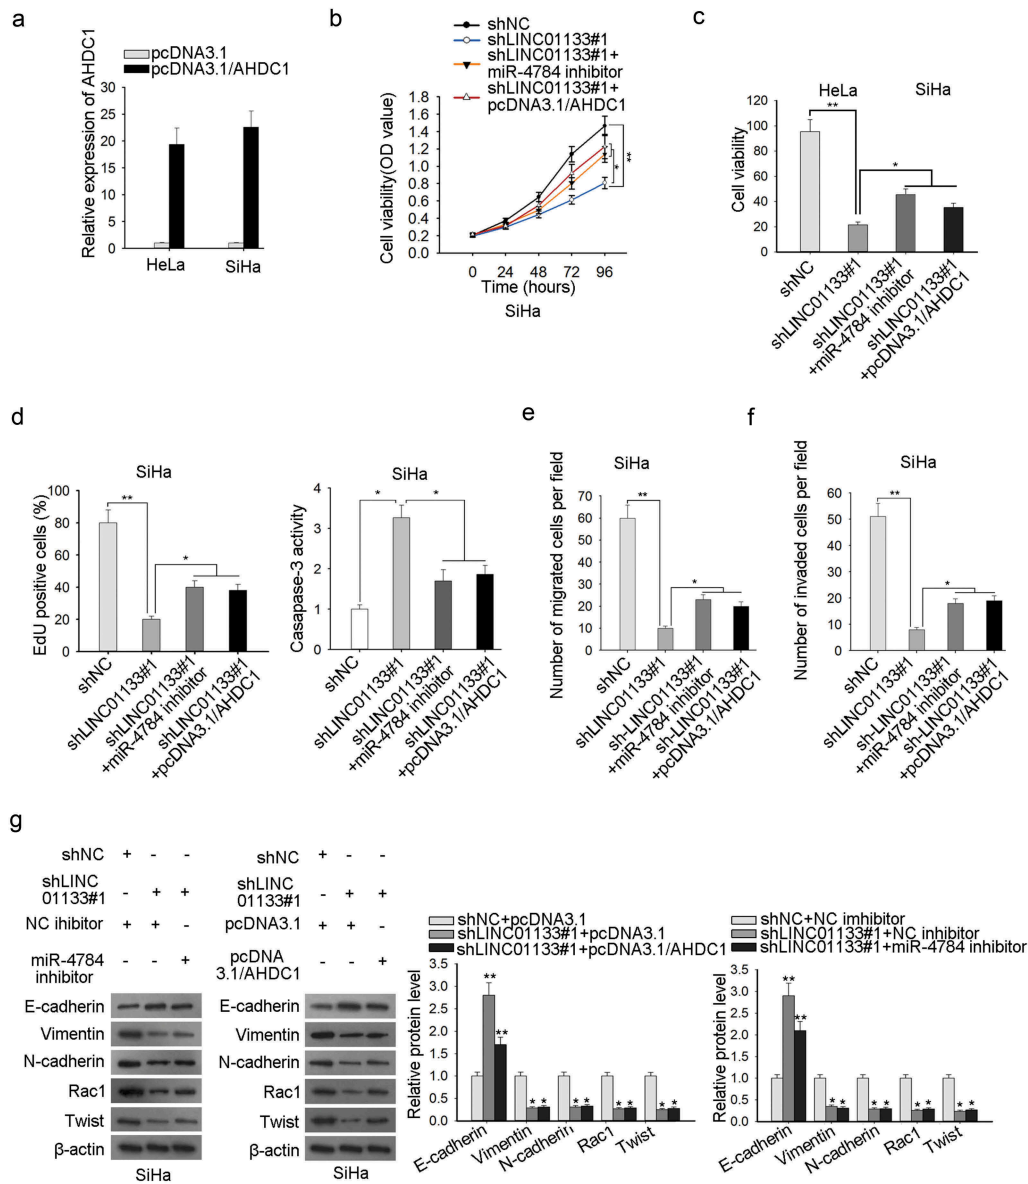 a
pcDNA3.1
pcDNA3.1/AHDC1
Relative expression of AHDC1
30
25
20
15
10
5
0
HeLa
SiHa
b
shNC
shLINC01133#1
shLINC01133#1+
miR-4784 inhibitor
shLINC01133#1+
pcDNA3.1/AHDC1
Cell viability(OD value)
1.8
1.6
1.4
1.2
1.0
0.8
0.6
0.4
0.2
0.0
**
*
0 24 48 72 96
Time (hours)
SiHa
c
HeLa
SiHa
Cell viability
120
100
80
60
40
20
0
**
*
shNC
shLINC01133#1
shLINC01133#1
+miR-4784 inhibitor
shLINC01133#1
+pcDNA3.1/AHDC1
d
SiHa
EdU positive cells (%)
100
80
60
40
20
0
**
*
shNC
shLINC01133#1
shLINC01133#1
+miR-4784 inhibitor
shLINC01133#1
+pcDNA3.1/AHDC1
SiHa
Casapase-3 activity
4
3
2
1
0
*
*
shNC
shLINC01133#1
shLINC01133#1
+miR-4784 inhibitor
shLINC01133#1
+pcDNA3.1/AHDC1
e
SiHa
Number of migrated cells per field
70
60
50
40
30
20
10
0
**
*
shNC
shLINC01133#1
sh-LINC01133#1
+miR-4784 inhibitor
sh-LINC01133#1
+pcDNA3.1/AHDC1
f
SiHa
Number of invaded cells per field
60
50
40
30
20
10
0
**
*
shNC
shLINC01133#1
sh-LINC01133#1
+miR-4784 inhibitor
sh-LINC01133#1
+pcDNA3.1/AHDC1
g
shNC + - -
shLINC
01133#1 - + +
NC ihibitor + + -
miR-4784
inhibitor - - +
E-cadherin
Vimentin
N-cadherin
Rac1
Twist
β-actin
SiHa
shNC + - -
shLINC
01133#1 - + +
pcDNA3.1 + + -
pcDNA
3.1/AHDC1 - - +
E-cadherin
Vimentin
N-cadherin
Rac1
Twist
β-actin
SiHa
shNC+pcDNA3.1
shLINC01133#1+pcDNA3.1
shLINC01133#1+pcDNA3.1/AHDC1
Relative protein level
3.5
3.0
2.5
2.0
1.5
1.0
0.5
0.0
**
**
* *
* *
* *
* *
E-cadherin
Vimentin
N-cadherin
Rac1
Twist
shNC+NC imhibitor
shLINC01133#1+NC inhibitor
shLINC01133#1+miR-4784 inhibitor
Relative protein level
3.5
3.0
2.5
2.0
1.5
1.0
0.5
0.0
**
**
* *
* *
* *
* *
E-cadherin
Vimentin
N-cadherin
Rac1
Twist